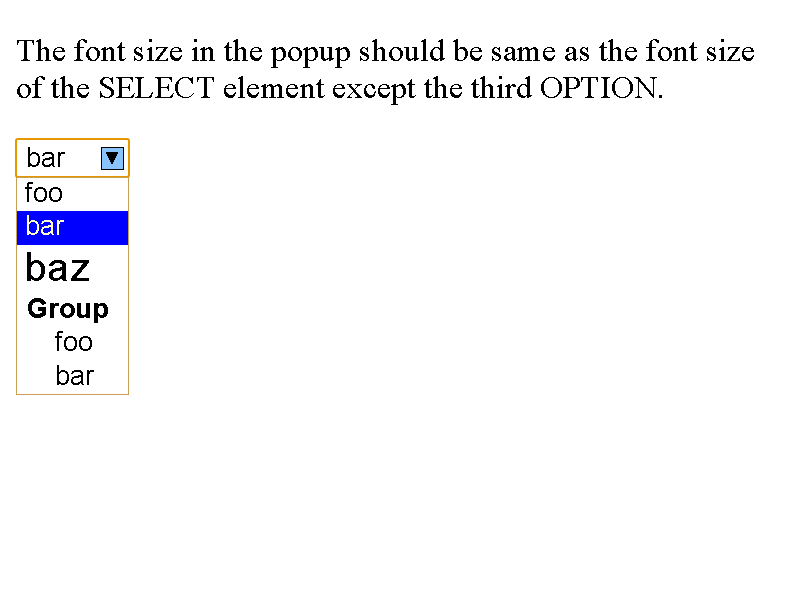 The font size in the popup should be same as the font size
of the SELECT element except the third OPTION.
bar ▼
foo
bar
baz
Group
foo
bar